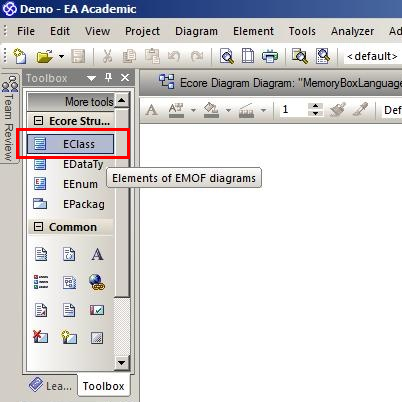 Demo - EA Academic
File Edit View Project Diagram Element Tools Analyzer Ad
<default>
Team Review
Toolbox
Ecore Diagram Diagram: "MemoryBoxLanguage
More tools
Ecore Stru...
EClass
EDataTy
EEnum
EPackag
Elements of EMOF diagrams
Common
A
1
Default
A
Lea...
Toolbox